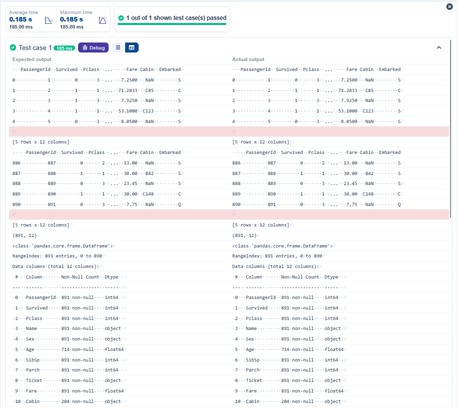 Average time Maximum time
0.185 s 0.185 s
185.00 ms 185.00 ms
1 out of 1 shown test case(s) passed
Test case 1 185 ms Debug
Expected output Actual output
PassengerId Survived Pclass ... Fare Cabin Embarked PassengerId Survived Pclass ... Fare Cabin Embarked
0 1 0 3 ... 7.2500 NaN S 0 1 0 3 ... 7.2500 NaN S
1 2 1 1 ... 71.2833 C85 C 1 2 1 1 ... 71.2833 C85 C
2 3 1 3 ... 7.9250 NaN S 2 3 1 3 ... 7.9250 NaN S
3 4 1 1 ... 53.1000 C123 S 3 4 1 1 ... 53.1000 C123 S
4 5 0 3 ... 8.0500 NaN S 4 5 0 3 ... 8.0500 NaN S
[5 rows x 12 columns] [5 rows x 12 columns]
PassengerId Survived Pclass ... Fare Cabin Embarked PassengerId Survived Pclass ... Fare Cabin Embarked
886 887 0 2 ... 13.00 NaN S 886 887 0 2 ... 13.00 NaN S
887 888 1 1 ... 30.00 B42 S 887 888 1 1 ... 30.00 B42 S
888 889 0 3 ... 23.45 NaN S 888 889 0 3 ... 23.45 NaN S
889 890 1 1 ... 30.00 C148 C 889 890 1 1 ... 30.00 C148 C
890 891 0 3 ... 7.75 NaN Q 890 891 0 3 ... 7.75 NaN Q
[5 rows x 12 columns] [5 rows x 12 columns]
(891, 12) (891, 12)
<class 'pandas.core.frame.DataFrame'> <class 'pandas.core.frame.DataFrame'>
RangeIndex: 891 entries, 0 to 890 RangeIndex: 891 entries, 0 to 890
Data columns (total 12 columns): Data columns (total 12 columns):
# Column Non-Null Count Dtype # Column Non-Null Count Dtype
--- ------ -------------- ----- --- ------ -------------- -----
0 PassengerId 891 non-null int64 0 PassengerId 891 non-null int64
1 Survived 891 non-null int64 1 Survived 891 non-null int64
2 Pclass 891 non-null int64 2 Pclass 891 non-null int64
3 Name 891 non-null object 3 Name 891 non-null object
4 Sex 891 non-null object 4 Sex 891 non-null object
5 Age 714 non-null float64 5 Age 714 non-null float64
6 SibSp 891 non-null int64 6 SibSp 891 non-null int64
7 Parch 891 non-null int64 7 Parch 891 non-null int64
8 Ticket 891 non-null object 8 Ticket 891 non-null object
9 Fare 891 non-null float64 9 Fare 891 non-null float64
10 Cabin 204 non-null object 10 Cabin 204 non-null object